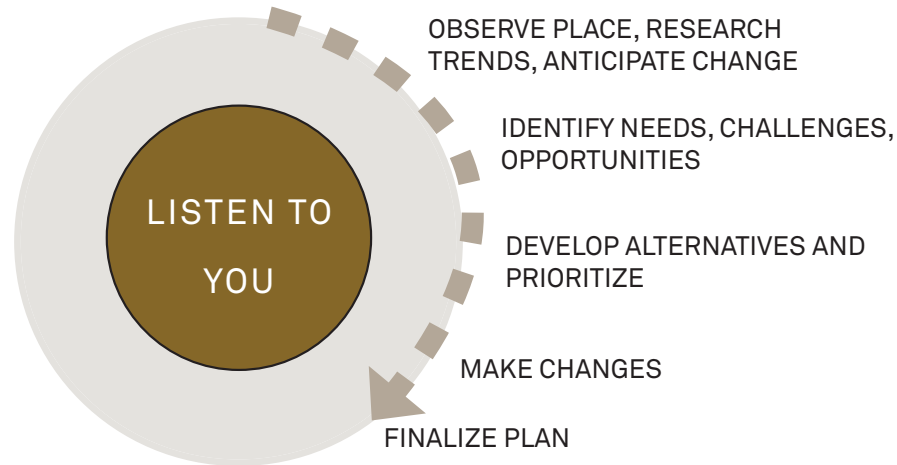 OBSERVE PLACE, RESEARCH
TRENDS, ANTICIPATE CHANGE
IDENTIFY NEEDS, CHALLENGES,
OPPORTUNITIES
LISTEN TO
YOU
DEVELOP ALTERNATIVES AND
PRIORITIZE
MAKE CHANGES
FINALIZE PLAN